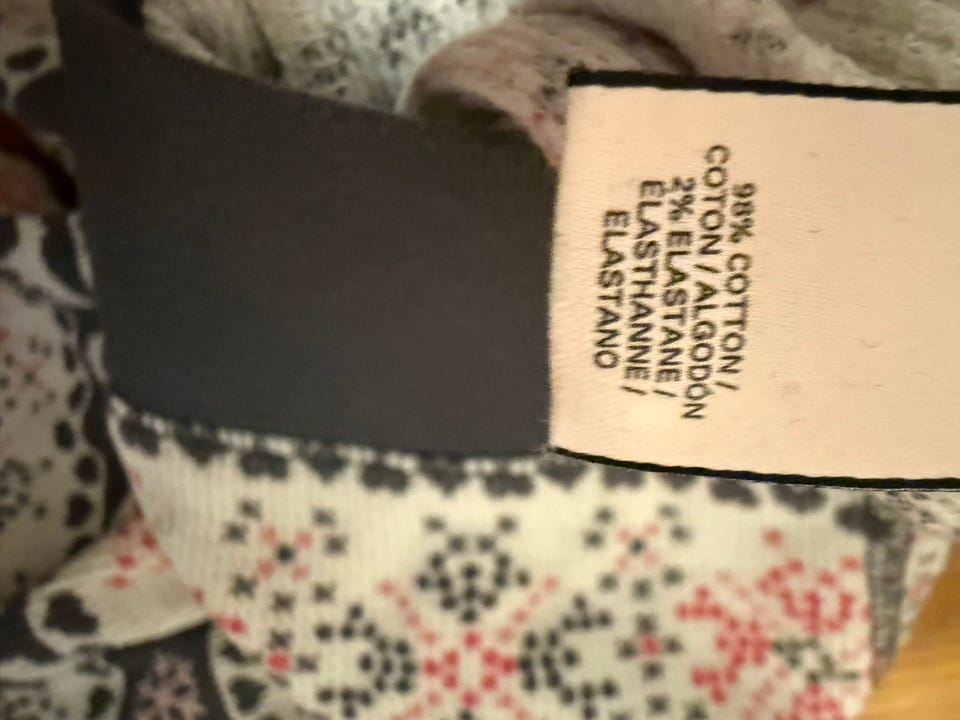 98% COTTON /
COTON / ALGODÓN
2% ELASTANE /
ÉLASTHANNE /
ELASTANO